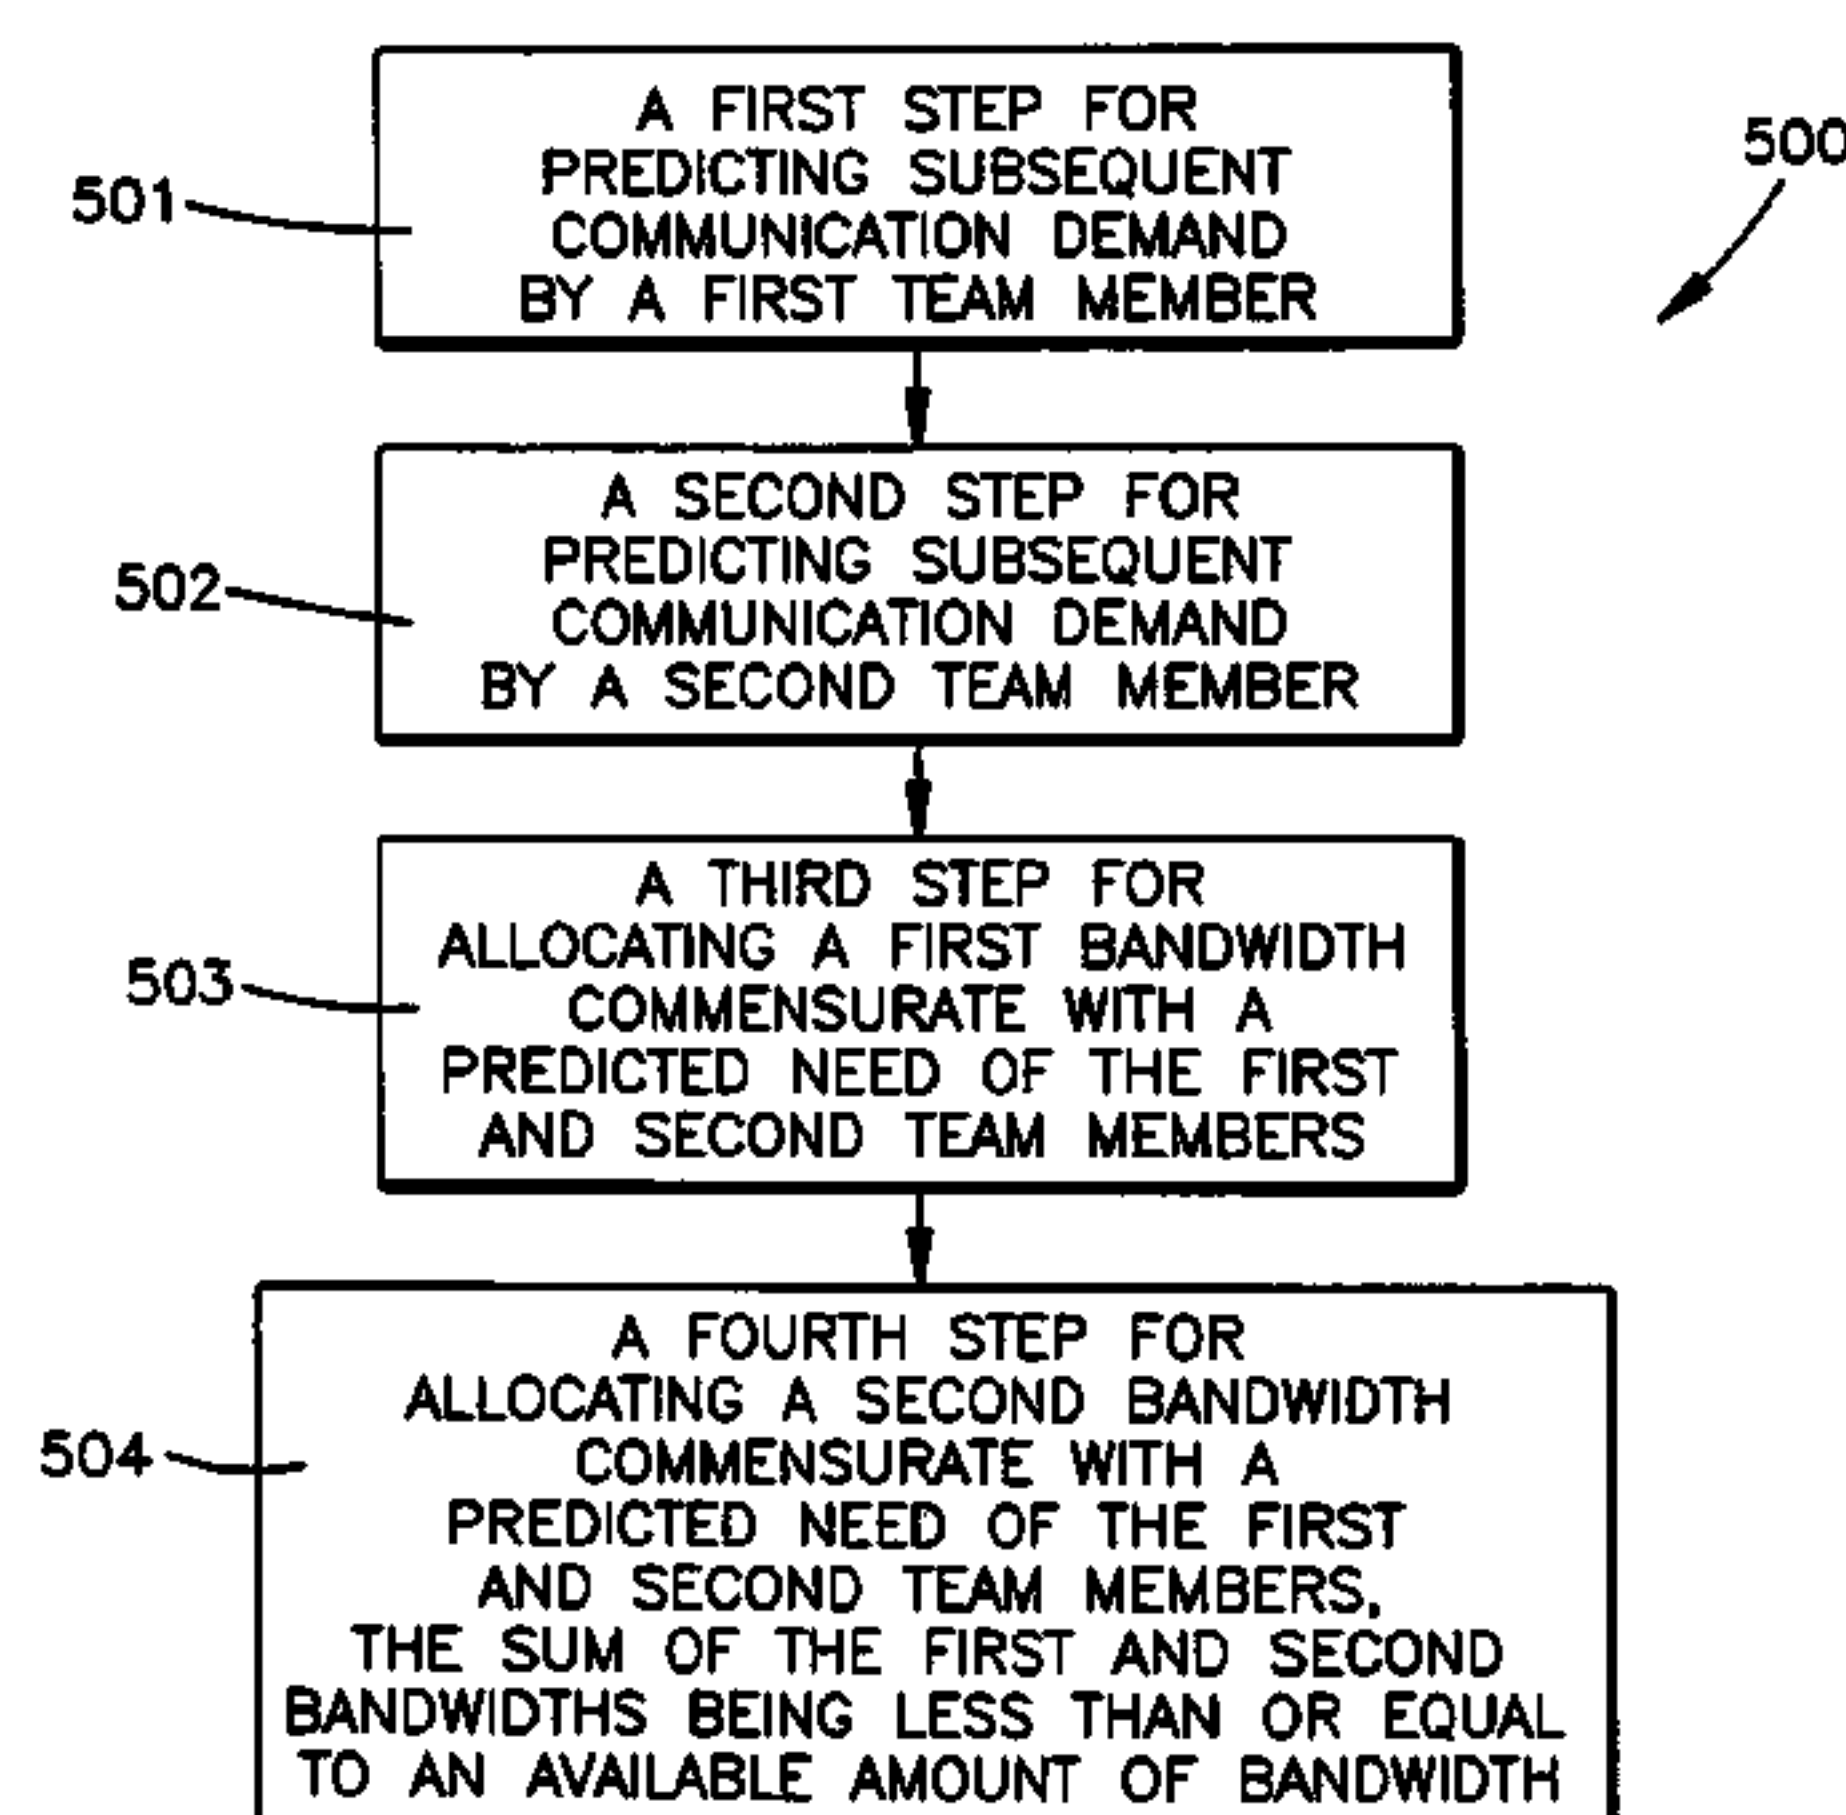 500
501
A FIRST STEP FOR
PREDICTING SUBSEQUENT
COMMUNICATION DEMAND
BY A FIRST TEAM MEMBER
502
A SECOND STEP FOR
PREDICTING SUBSEQUENT
COMMUNICATION DEMAND
BY A SECOND TEAM MEMBER
503
A THIRD STEP FOR
ALLOCATING A FIRST BANDWIDTH
COMMENSURATE WITH A
PREDICTED NEED OF THE FIRST
AND SECOND TEAM MEMBERS
504
A FOURTH STEP FOR
ALLOCATING A SECOND BANDWIDTH
COMMENSURATE WITH A
PREDICTED NEED OF THE FIRST
AND SECOND TEAM MEMBERS,
THE SUM OF THE FIRST AND SECOND
BANDWIDTHS BEING LESS THAN OR EQUAL
TO AN AVAILABLE AMOUNT OF BANDWIDTH